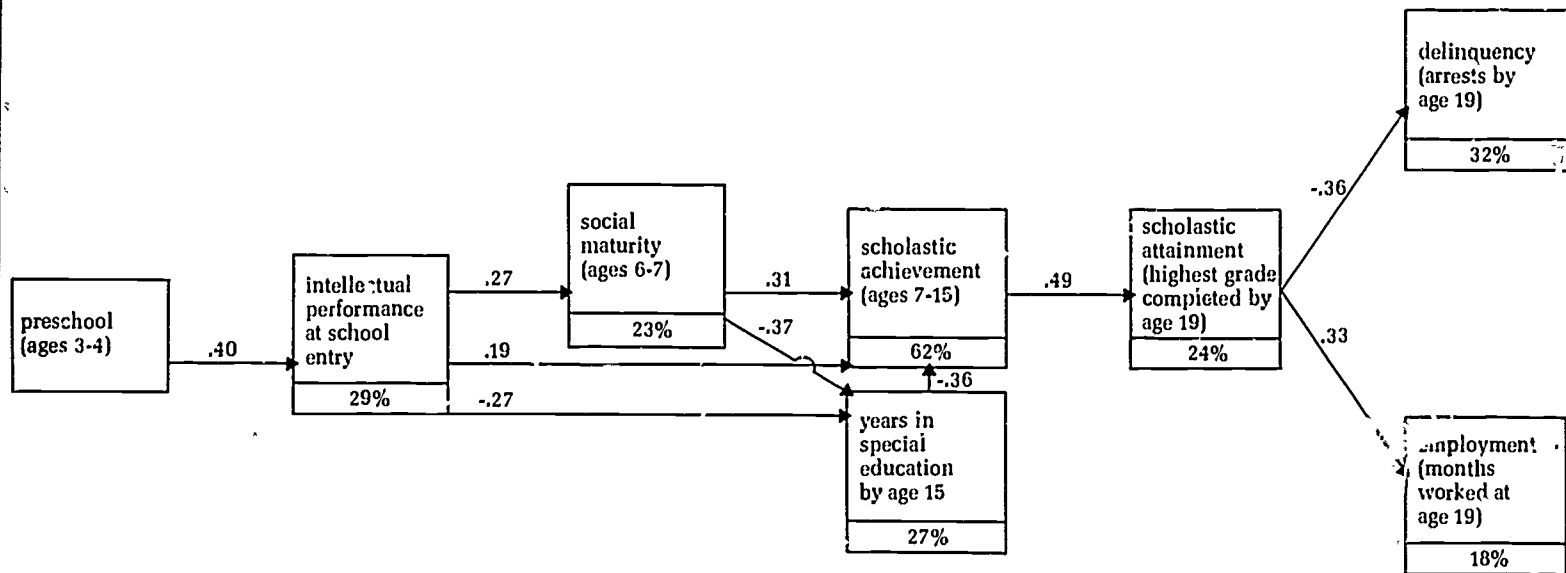 preschool
(ages 3-4)
.40
intellectual
performance
at school
entry
29%
.27
.19
-.27
social
maturity
(ages 6-7)
23%
.31
-.37
scholastic
achievement
(ages 7-15)
62%
-.36
years in
special
education
by age 15
27%
.49
scholastic
attainment
(highest grade
completed by
age 19)
24%
-.36
.33
delinquency
(arrests by
age 19)
32%
employment
(months
worked at
age 19)
18%